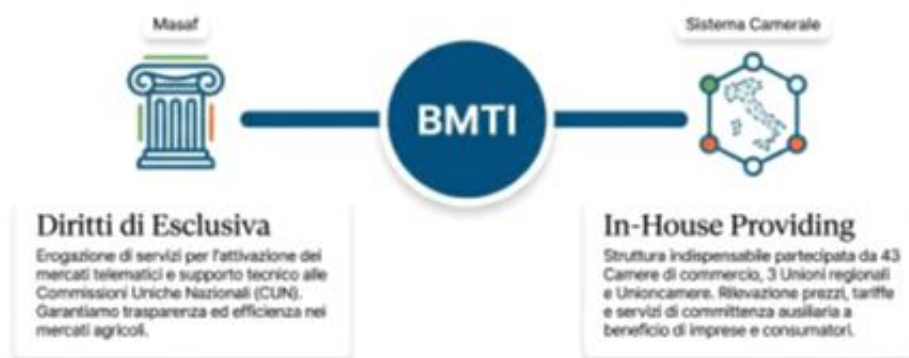 Masaf
Sistema Camerale
BMTI
Diritti di Esclusiva
Erogazione di servizi per l'attivazione dei
mercati telematici e supporto tecnico alle
Commissioni Uniche Nazionali (CUN).
Garantiamo trasparenza ed efficienza nei
mercati agricoli.
In-House Providing
Struttura indispensabile partecipata da 43
Camere di commercio, 3 Unioni regionali
e Unioncamere. Rilevazione prezzi, tariffe
e servizi di committenza ausiliaria a
beneficio di imprese e consumatori.